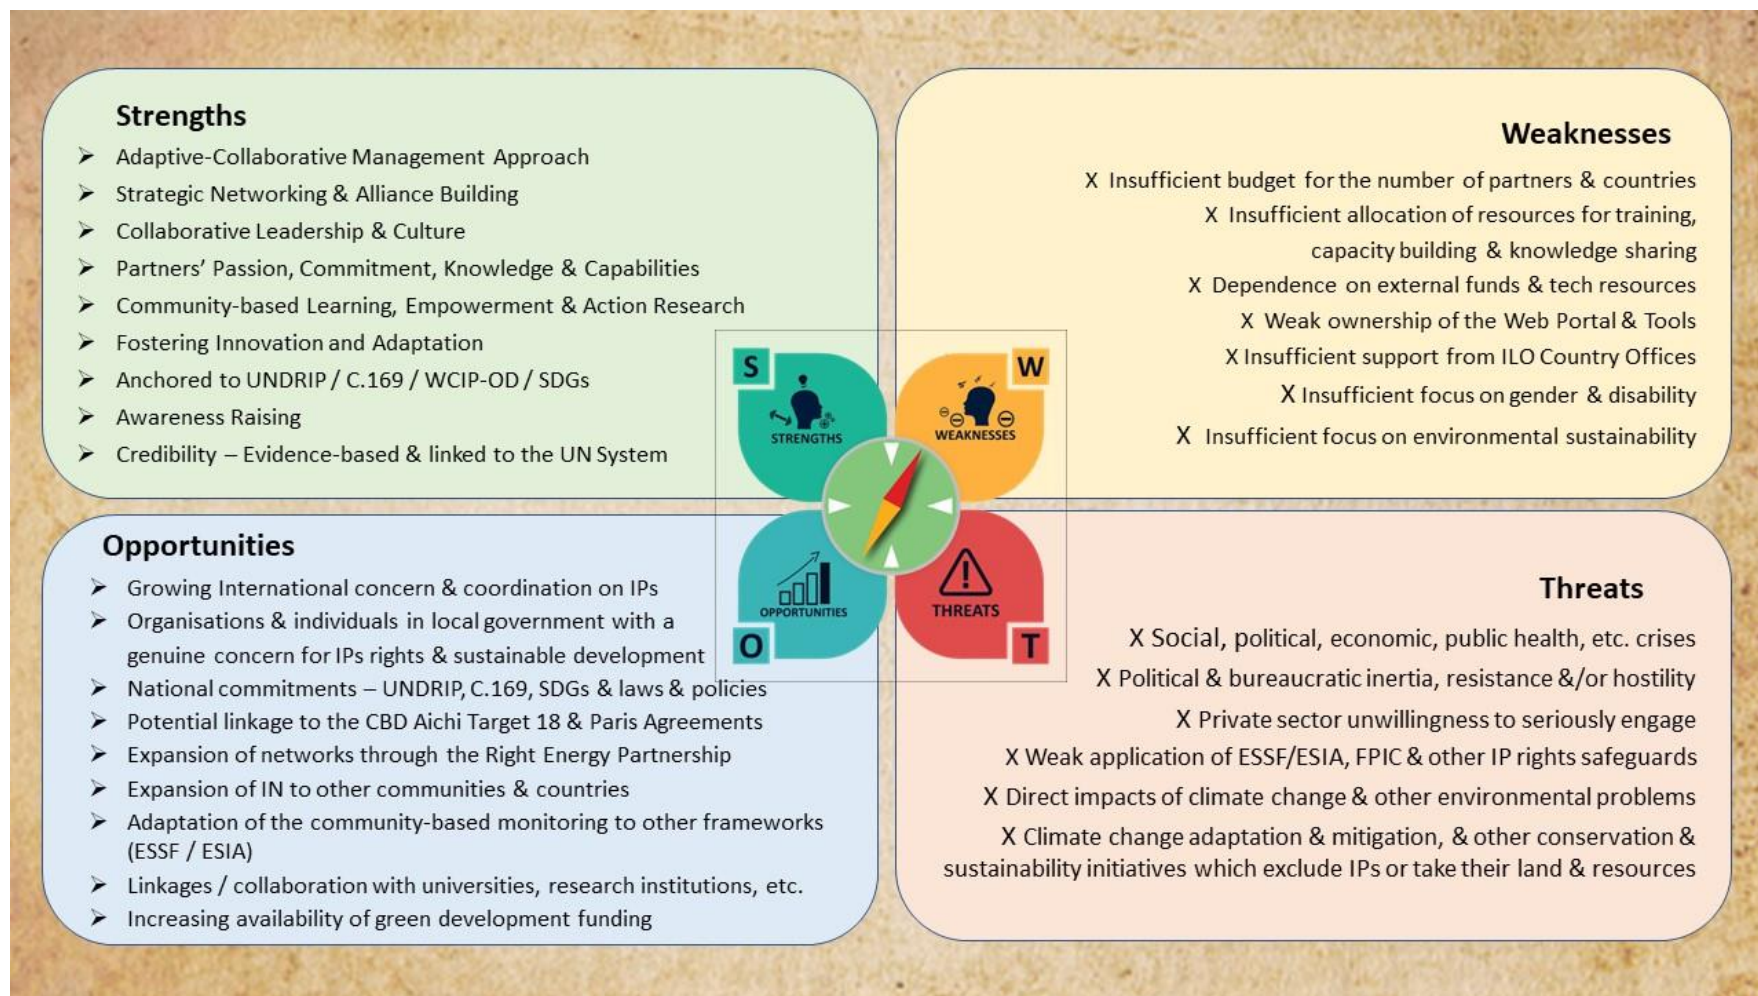 Strengths
➢ Adaptive-Collaborative Management Approach
➢ Strategic Networking & Alliance Building
➢ Collaborative Leadership & Culture
➢ Partners’ Passion, Commitment, Knowledge & Capabilities
➢ Community-based Learning, Empowerment & Action Research
➢ Fostering Innovation and Adaptation
➢ Anchored to UNDRIP / C.169 / WCIP-OD / SDGs
➢ Awareness Raising
➢ Credibility – Evidence-based & linked to the UN System
Weaknesses
X Insufficient budget for the number of partners & countries
X Insufficient allocation of resources for training,
capacity building & knowledge sharing
X Dependence on external funds & tech resources
X Weak ownership of the Web Portal & Tools
X Insufficient support from ILO Country Offices
X Insufficient focus on gender & disability
X Insufficient focus on environmental sustainability
S
STRENGTHS
W
WEAKNESSES
OPPORTUNITIES
O
THREATS
T
Opportunities
➢ Growing International concern & coordination on IPs
➢ Organisations & individuals in local government with a
genuine concern for IPs rights & sustainable development
➢ National commitments – UNDRIP, C.169, SDGs & laws & policies
➢ Potential linkage to the CBD Aichi Target 18 & Paris Agreements
➢ Expansion of networks through the Right Energy Partnership
➢ Expansion of IN to other communities & countries
➢ Adaptation of the community-based monitoring to other frameworks
(ESSF / ESIA)
➢ Linkages / collaboration with universities, research institutions, etc.
➢ Increasing availability of green development funding
Threats
X Social, political, economic, public health, etc. crises
X Political & bureaucratic inertia, resistance &/or hostility
X Private sector unwillingness to seriously engage
X Weak application of ESSF/ESIA, FPIC & other IP rights safeguards
X Direct impacts of climate change & other environmental problems
X Climate change adaptation & mitigation, & other conservation &
sustainability initiatives which exclude IPs or take their land & resources